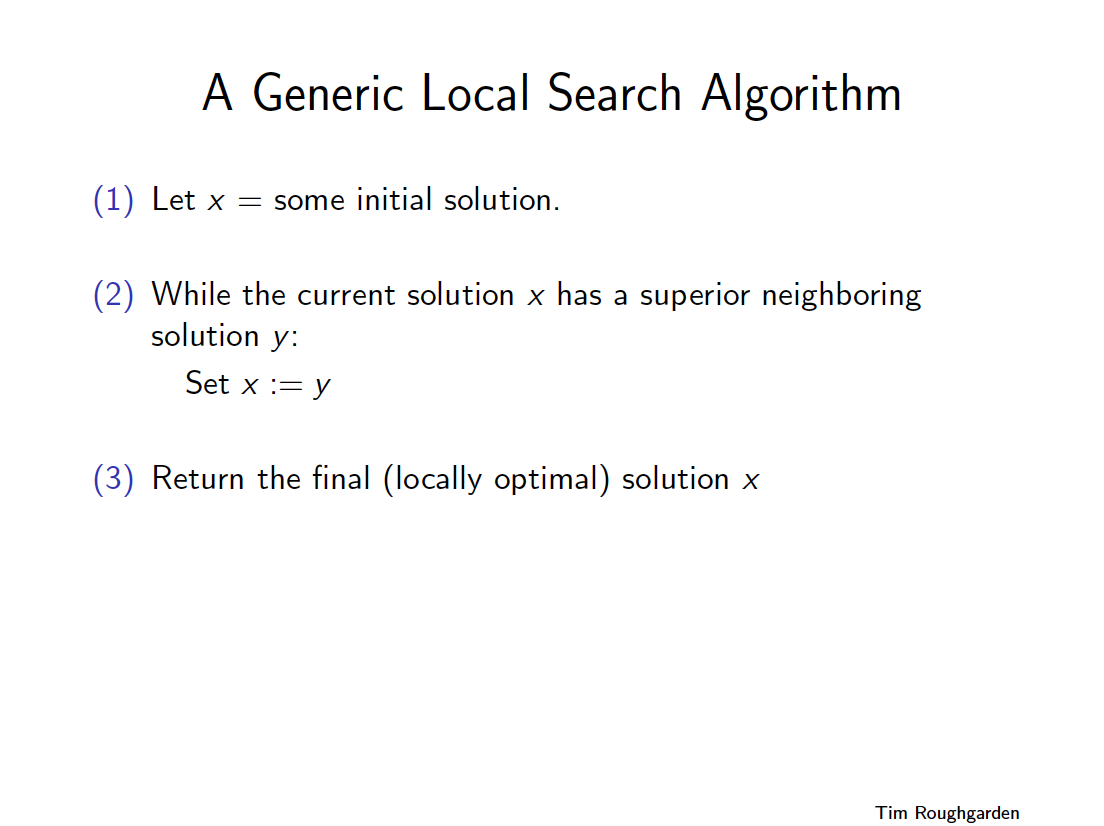 A Generic Local Search Algorithm
(1) Let x = some initial solution.
(2) While the current solution x has a superior neighboring
solution y:
Set x := y
(3) Return the final (locally optimal) solution x
Tim Roughgarden